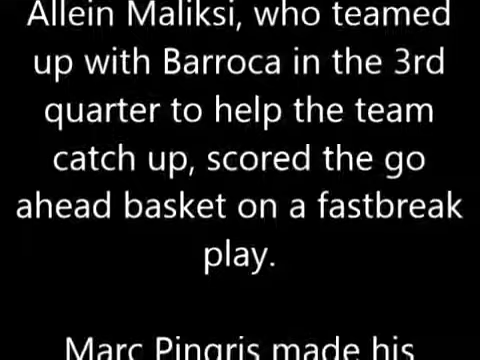 Allein Maliksi, who teamed
up with Barroca in the 3rd
quarter to help the team
catch up, scored the go
ahead basket on a fastbreak
play.
Marc Pingris made his